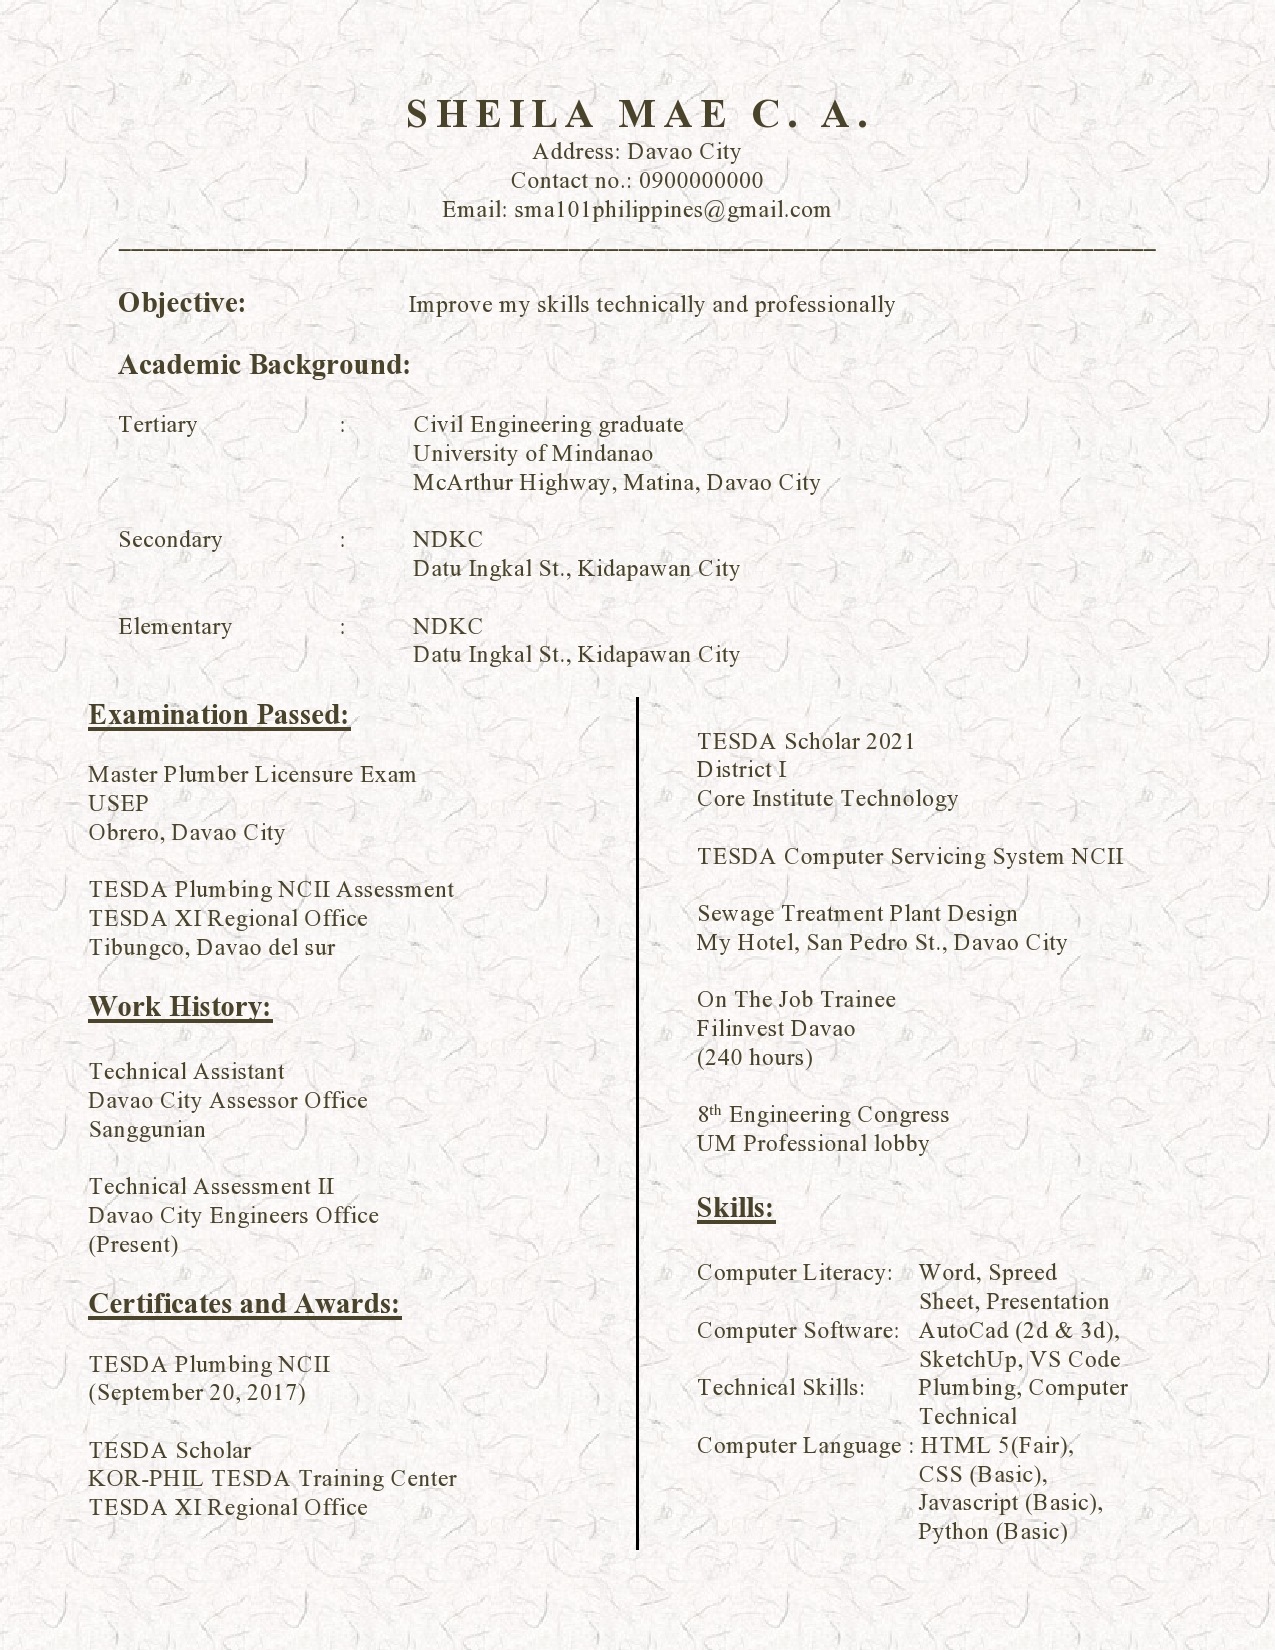 SHEILA MAE C. A.
Address: Davao City
Contact no.: 0900000000
Email: sma101philippines@gmail.com
Objective: Improve my skills technically and professionally
Academic Background:
Tertiary : Civil Engineering graduate
University of Mindanao
McArthur Highway, Matina, Davao City
Secondary : NDKC
Datu Ingkal St., Kidapawan City
Elementary : NDKC
Datu Ingkal St., Kidapawan City
Examination Passed:
Master Plumber Licensure Exam
USEP
Obrero, Davao City
TESDA Plumbing NCII Assessment
TESDA XI Regional Office
Tibungco, Davao del sur
Work History:
Technical Assistant
Davao City Assessor Office
Sanggunian
Technical Assessment II
Davao City Engineers Office
(Present)
Certificates and Awards:
TESDA Plumbing NCII
(September 20, 2017)
TESDA Scholar
KOR-PHIL TESDA Training Center
TESDA XI Regional Office
TESDA Scholar 2021
District I
Core Institute Technology
TESDA Computer Servicing System NCII
Sewage Treatment Plant Design
My Hotel, San Pedro St., Davao City
On The Job Trainee
Filinvest Davao
(240 hours)
8th Engineering Congress
UM Professional lobby
Skills:
Computer Literacy: Word, Spreed
Sheet, Presentation
Computer Software: AutoCad (2d & 3d),
SketchUp, VS Code
Technical Skills: Plumbing, Computer
Technical
Computer Language : HTML 5(Fair),
CSS (Basic),
Javascript (Basic),
Python (Basic)